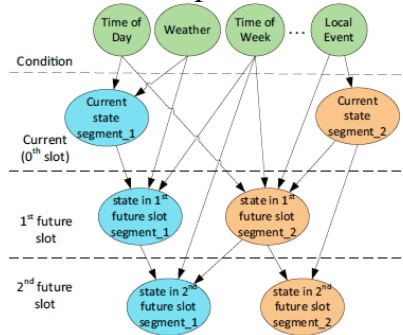 Time of
Day
Weather
Time of
Week
...
Local
Event
Condition
Current
state
segment_1
Current
state
segment_2
Current
(0th slot)
state in 1st
future slot
segment_1
state in 1st
future slot
segment_2
1st future
slot
state in 2nd
future slot
segment_1
state in 2nd
future slot
segment_2
2nd future
slot